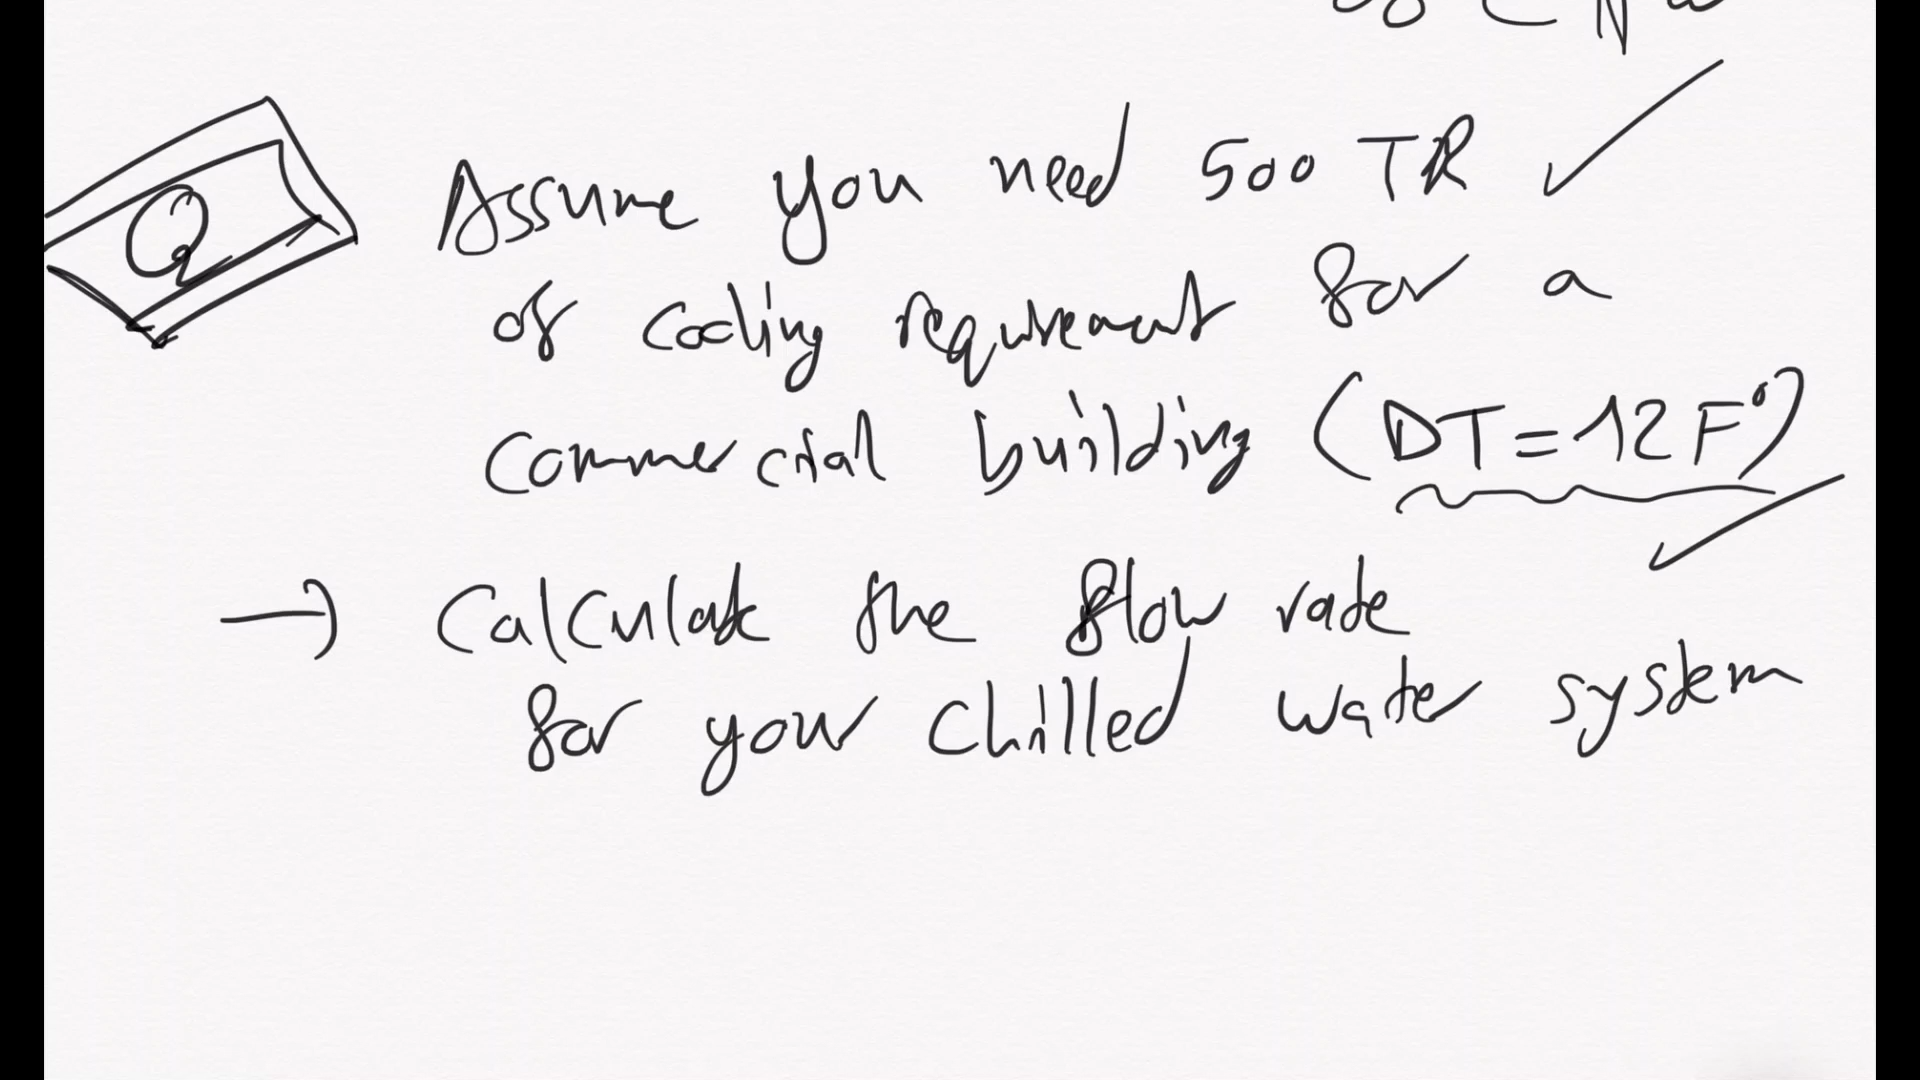 Q
Assume you need 500 TR
of cooling requirement for a
commercial building (DT = 12 F°)
→ Calculate the flow rate
for your chilled water system